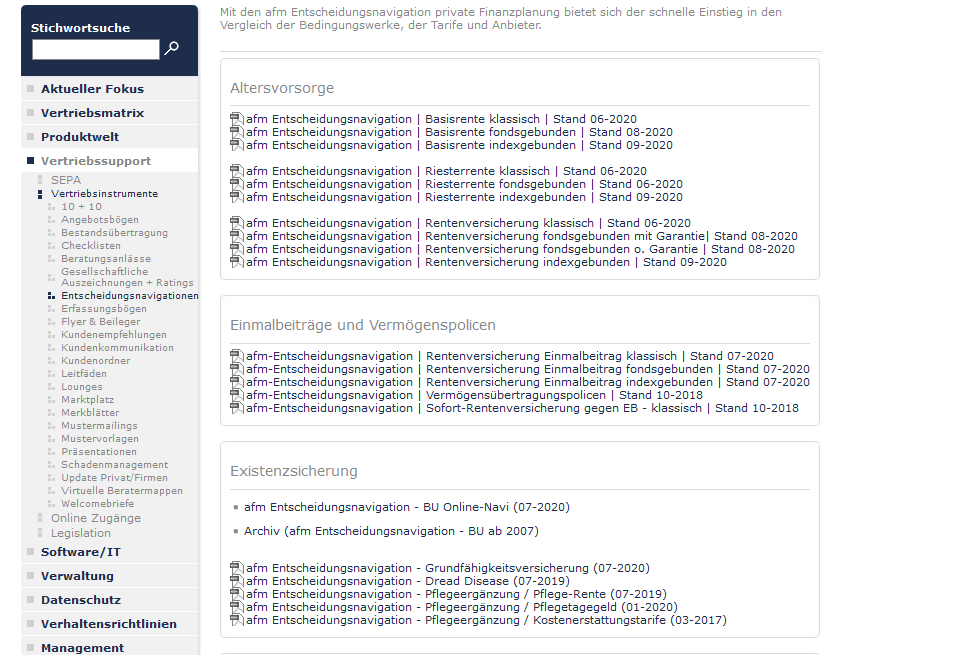 Stichwortsuche
Aktueller Fokus
Vertriebsmatrix
Produktwelt
Vertriebssupport
SEPA
Vertriebsinstrumente
10 + 10
Angebotsbögen
Bestandsübertragung
Checklisten
Beratungsanlässe
Gesellschaftliche
Auszeichnungen + Ratings
Entscheidungsnavigationen
Erfassungsbögen
Flyer & Beileger
Kundenempfehlungen
Kundenkommunikation
Kundenordner
Leitfäden
Lounges
Marktplatz
Merkblätter
Mustermailings
Mustervorlagen
Präsentationen
Schadenmanagement
Update Privat/Firmen
Virtuelle Beratermappen
Welcomebriefe
Online Zugänge
Legislation
Software/IT
Verwaltung
Datenschutz
Verhaltensrichtlinien
Management
Mit den afm Entscheidungsnavigation private Finanzplanung bietet sich der schnelle Einstieg in den
Vergleich der Bedingungswerke, der Tarife und Anbieter.
Altersvorsorge
afm Entscheidungsnavigation | Basisrente klassisch | Stand 06-2020
afm Entscheidungsnavigation | Basisrente fondsgebunden | Stand 08-2020
afm Entscheidungsnavigation | Basisrente indexgebunden | Stand 09-2020
afm Entscheidungsnavigation | Riesterrente klassisch | Stand 06-2020
afm Entscheidungsnavigation | Riesterrente fondsgebunden | Stand 06-2020
afm Entscheidungsnavigation | Riesterrente indexgebunden | Stand 09-2020
afm Entscheidungsnavigation | Rentenversicherung klassisch | Stand 06-2020
afm Entscheidungsnavigation | Rentenversicherung fondsgebunden mit Garantie| Stand 08-2020
afm Entscheidungsnavigation | Rentenversicherung fondsgebunden o. Garantie | Stand 08-2020
afm Entscheidungsnavigation | Rentenversicherung indexgebunden | Stand 09-2020
Einmalbeiträge und Vermögenspolicen
afm-Entscheidungsnavigation | Rentenversicherung Einmalbeitrag klassisch | Stand 07-2020
afm-Entscheidungsnavigation | Rentenversicherung Einmalbeitrag fondsgebunden | Stand 07-2020
afm-Entscheidungsnavigation | Rentenversicherung Einmalbeitrag indexgebunden | Stand 07-2020
afm-Entscheidungsnavigation | Vermögensübertragungspolicen | Stand 10-2018
afm-Entscheidungsnavigation | Sofort-Rentenversicherung gegen EB - klassisch | Stand 10-2018
Existenzsicherung
afm Entscheidungsnavigation - BU Online-Navi (07-2020)
Archiv (afm Entscheidungsnavigation - BU ab 2007)
afm Entscheidungsnavigation - Grundfähigkeitsversicherung (07-2020)
afm Entscheidungsnavigation - Dread Disease (07-2019)
afm Entscheidungsnavigation - Pflegeergänzung / Pflege-Rente (07-2019)
afm Entscheidungsnavigation - Pflegeergänzung / Pflegetagegeld (01-2020)
afm Entscheidungsnavigation - Pflegeergänzung / Kostenerstattungstarife (03-2017)